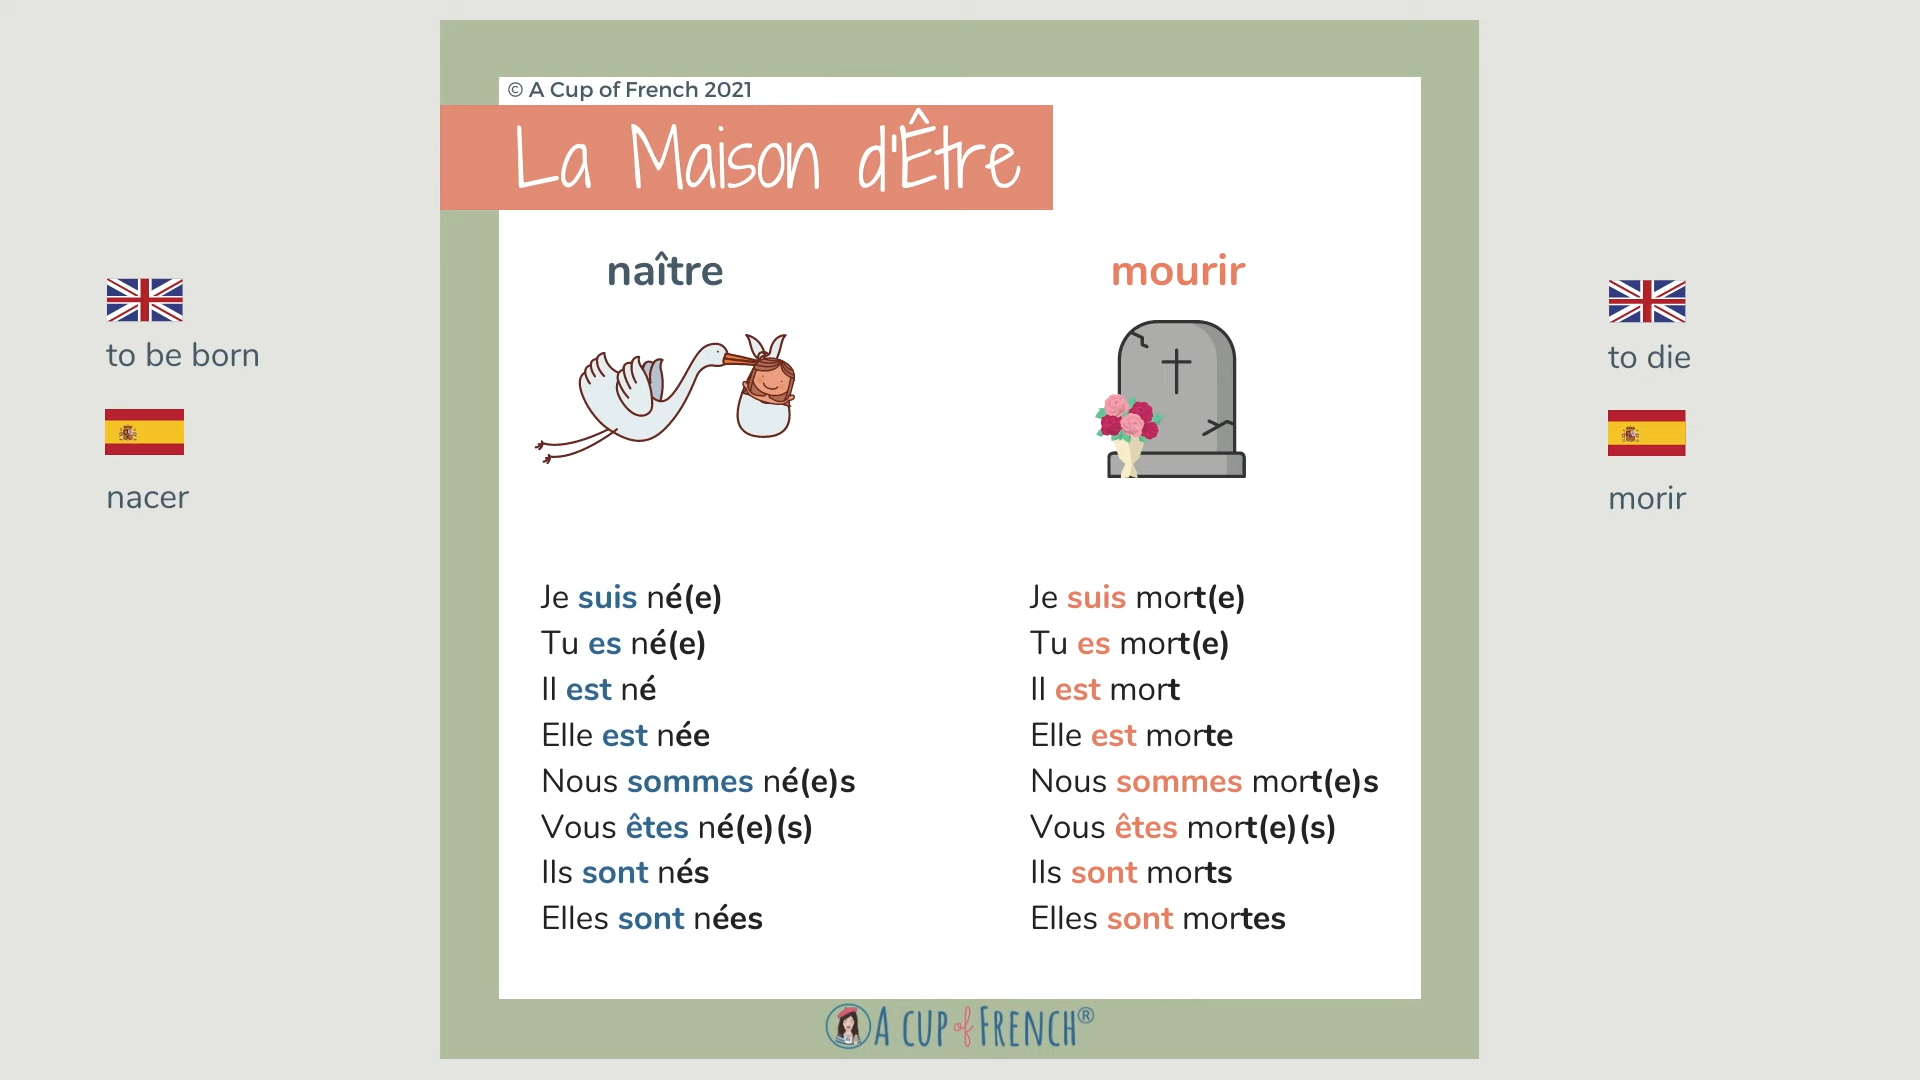 © A Cup of French 2021
La Maison d'Être
naître
mourir
to be born
nacer
to die
morir
Je suis né(e)
Tu es né(e)
Il est né
Elle est née
Nous sommes né(e)s
Vous êtes né(e)(s)
Ils sont nés
Elles sont nées
Je suis mort(e)
Tu es mort(e)
Il est mort
Elle est morte
Nous sommes mort(e)s
Vous êtes mort(e)(s)
Ils sont morts
Elles sont mortes
A CUP of FRENCH®